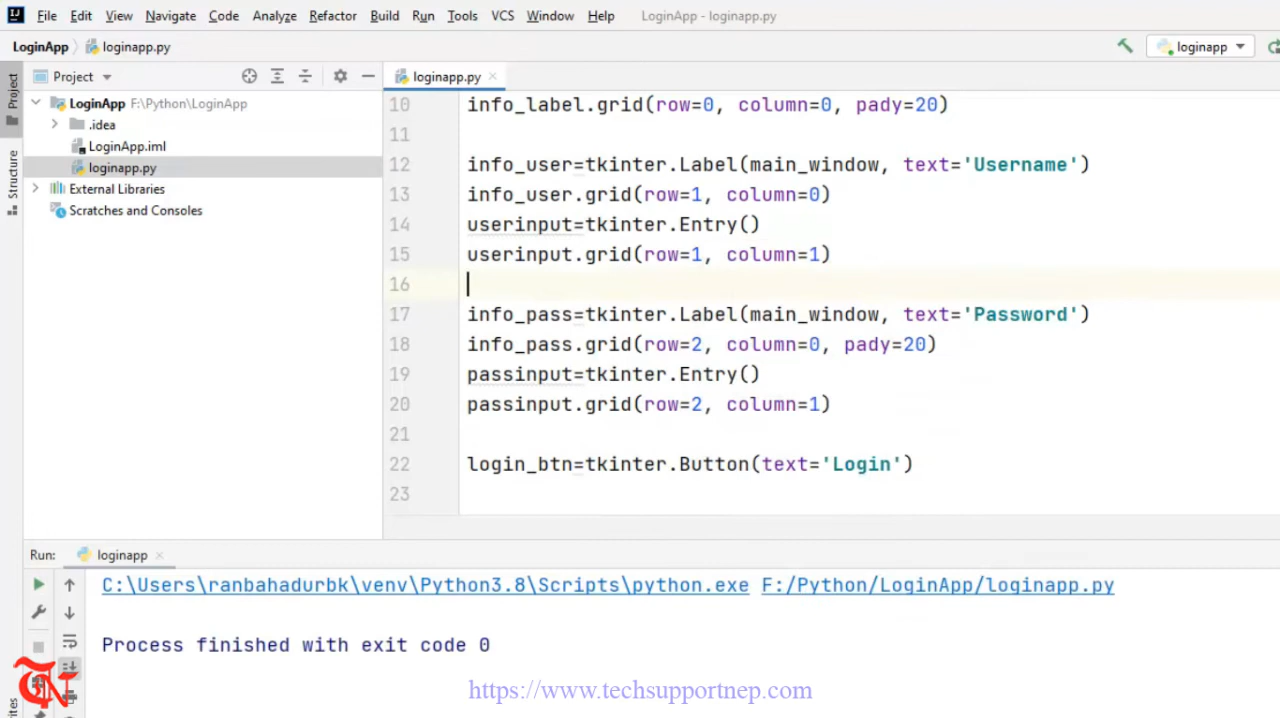 File Edit View Navigate Code Analyze Refactor Build Run Tools VCS Window Help LoginApp - loginapp.py
LoginApp loginapp.py
loginapp
Project
Structure
Project
LoginApp F:\Python\LoginApp
.idea
LoginApp.iml
loginapp.py
External Libraries
Scratches and Consoles
loginapp.py
10 info_label.grid(row=0, column=0, pady=20)
11
12 info_user=tkinter.Label(main_window, text='Username')
13 info_user.grid(row=1, column=0)
14 userinput=tkinter.Entry()
15 userinput.grid(row=1, column=1)
16
17 info_pass=tkinter.Label(main_window, text='Password')
18 info_pass.grid(row=2, column=0, pady=20)
19 passinput=tkinter.Entry()
20 passinput.grid(row=2, column=1)
21
22 login_btn=tkinter.Button(text='Login')
23
Run: loginapp
C:\Users\ranbahadurbk\venv\Python3.8\Scripts\python.exe F:/Python/LoginApp/loginapp.py
Process finished with exit code 0
TN
https://www.techsupportnep.com